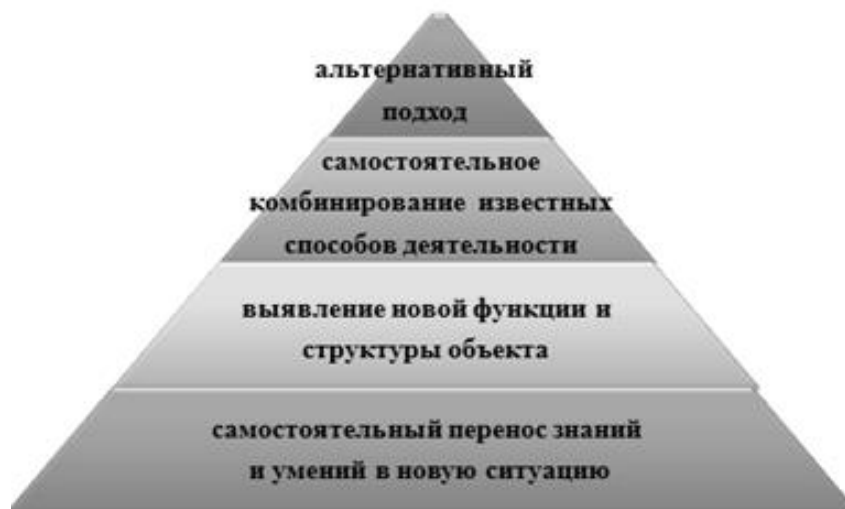 альтернативный
подход
самостоятельное
комбинирование известных
способов деятельности
выявление новой функции и
структуры объекта
самостоятельный перенос знаний
и умений в новую ситуацию